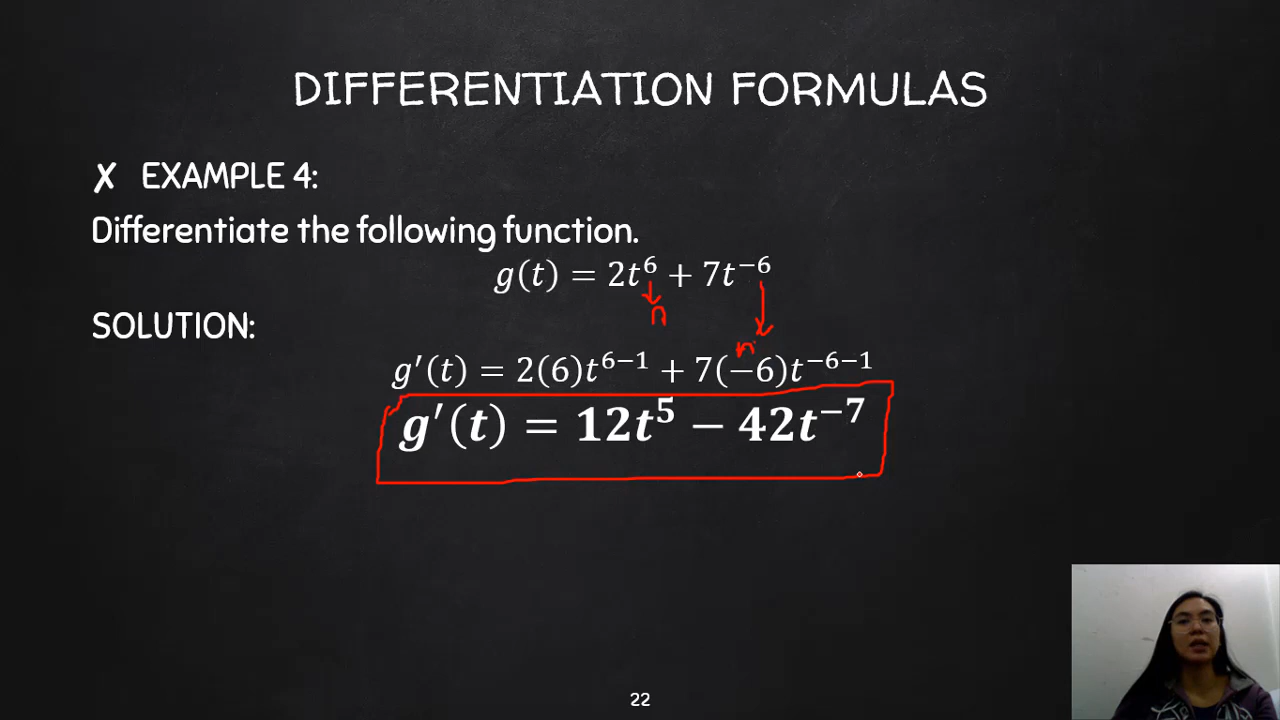 DIFFERENTIATION FORMULAS
✗ EXAMPLE 4:
Differentiate the following function.
g(t) = 2t⁶ + 7t⁻⁶
n
SOLUTION:
n
g′(t) = 2(6)t⁶⁻¹ + 7(−6)t⁻⁶⁻¹
g′(t) = 12t⁵ − 42t⁻⁷
22